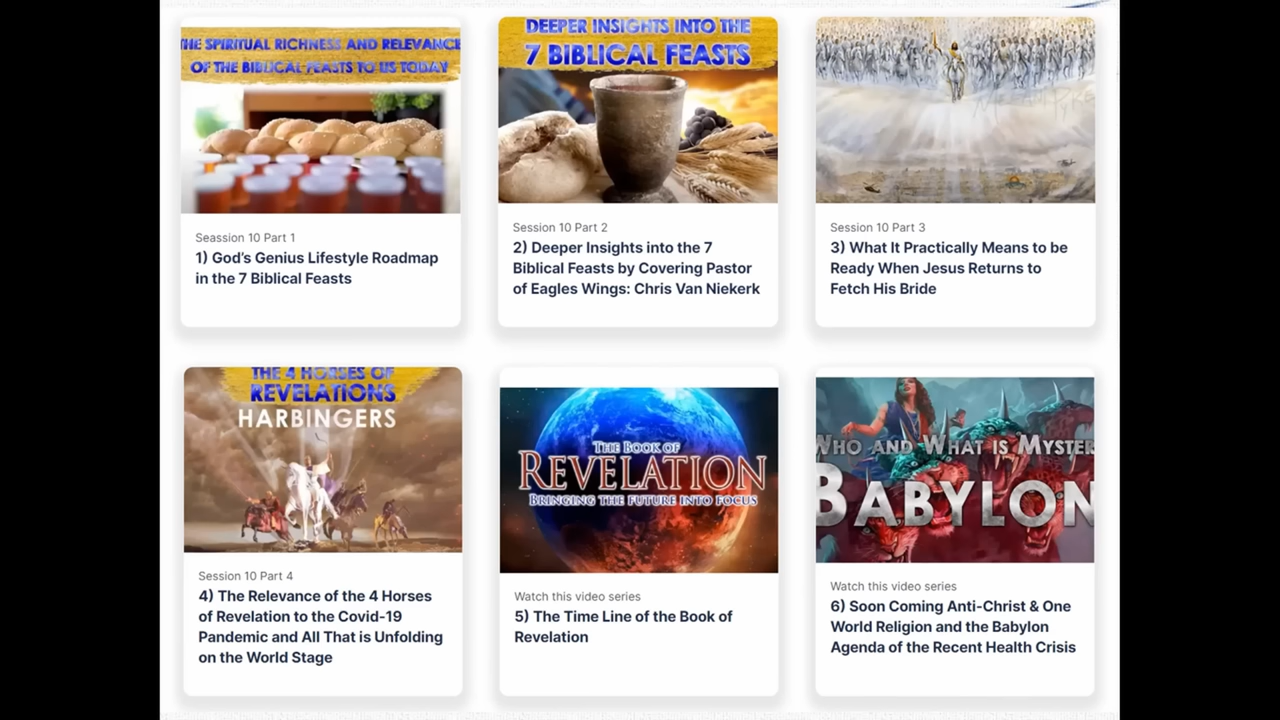 THE SPIRITUAL RICHNESS AND RELEVANCE
OF THE BIBLICAL FEASTS TO US TODAY
Seassion 10 Part 1
1) God's Genius Lifestyle Roadmap
in the 7 Biblical Feasts
DEEPER INSIGHTS INTO THE
7 BIBLICAL FEASTS
Session 10 Part 2
2) Deeper Insights into the 7
Biblical Feasts by Covering Pastor
of Eagles Wings: Chris Van Niekerk
Session 10 Part 3
3) What It Practically Means to be
Ready When Jesus Returns to
Fetch His Bride
THE 4 HORSES OF
REVELATIONS
HARBINGERS
Session 10 Part 4
4) The Relevance of the 4 Horses
of Revelation to the Covid-19
Pandemic and All That is Unfolding
on the World Stage
THE BOOK OF
REVELATION
BRINGING THE FUTURE INTO FOCUS
Watch this video series
5) The Time Line of the Book of
Revelation
WHO AND WHAT IS MYSTER
BABYLON
Watch this video series
6) Soon Coming Anti-Christ & One
World Religion and the Babylon
Agenda of the Recent Health Crisis